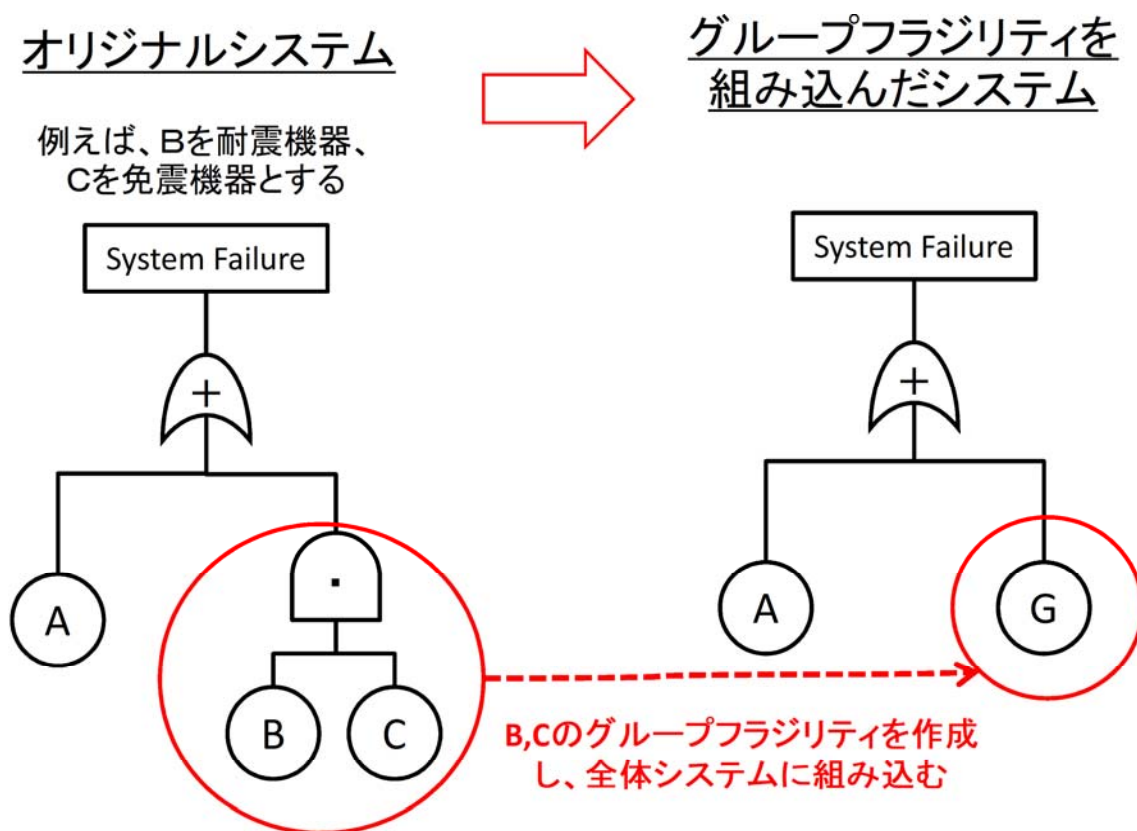 オリジナルシステム
例えば、Bを耐震機器、
Cを免震機器とする
System Failure
+
A
・
B
C
グループフラジリティを
組み込んだシステム
System Failure
+
A
G
B,Cのグループフラジリティを作成
し、全体システムに組み込む